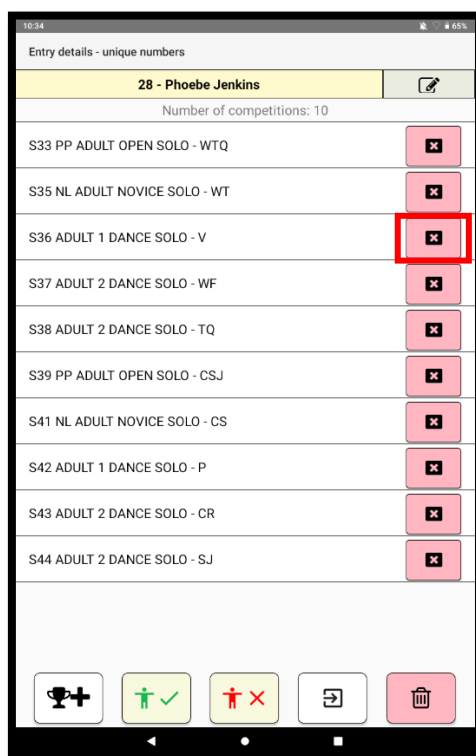 10:34
65%
Entry details - unique numbers
28 - Phoebe Jenkins
Number of competitions: 10
S33 PP ADULT OPEN SOLO - WTQ
S35 NL ADULT NOVICE SOLO - WT
S36 ADULT 1 DANCE SOLO - V
S37 ADULT 2 DANCE SOLO - WF
S38 ADULT 2 DANCE SOLO - TQ
S39 PP ADULT OPEN SOLO - CSJ
S41 NL ADULT NOVICE SOLO - CS
S42 ADULT 1 DANCE SOLO - P
S43 ADULT 2 DANCE SOLO - CR
S44 ADULT 2 DANCE SOLO - SJ